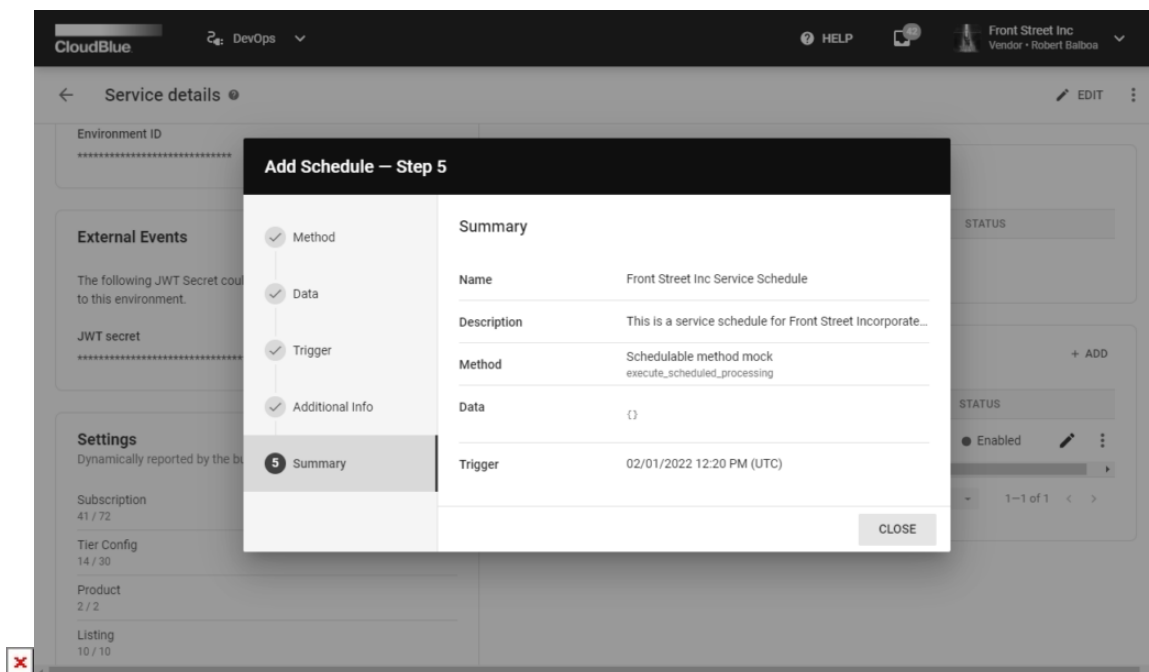 CloudBlue
DevOps
HELP
42
Front Street Inc
Vendor • Robert Balboa
Service details
EDIT
Environment ID
*****************************
External Events
The following JWT Secret coul
to this environment.
JWT secret
*******************************
Settings
Dynamically reported by the bu
Subscription
41 / 72
Tier Config
14 / 30
Product
2 / 2
Listing
10 / 10
Add Schedule — Step 5
Method
Data
Trigger
Additional Info
5 Summary
Summary
Name Front Street Inc Service Schedule
Description This is a service schedule for Front Street Incorporate...
Method Schedulable method mock
execute_scheduled_processing
Data {}
Trigger 02/01/2022 12:20 PM (UTC)
CLOSE
STATUS
+ ADD
STATUS
Enabled
1–1 of 1